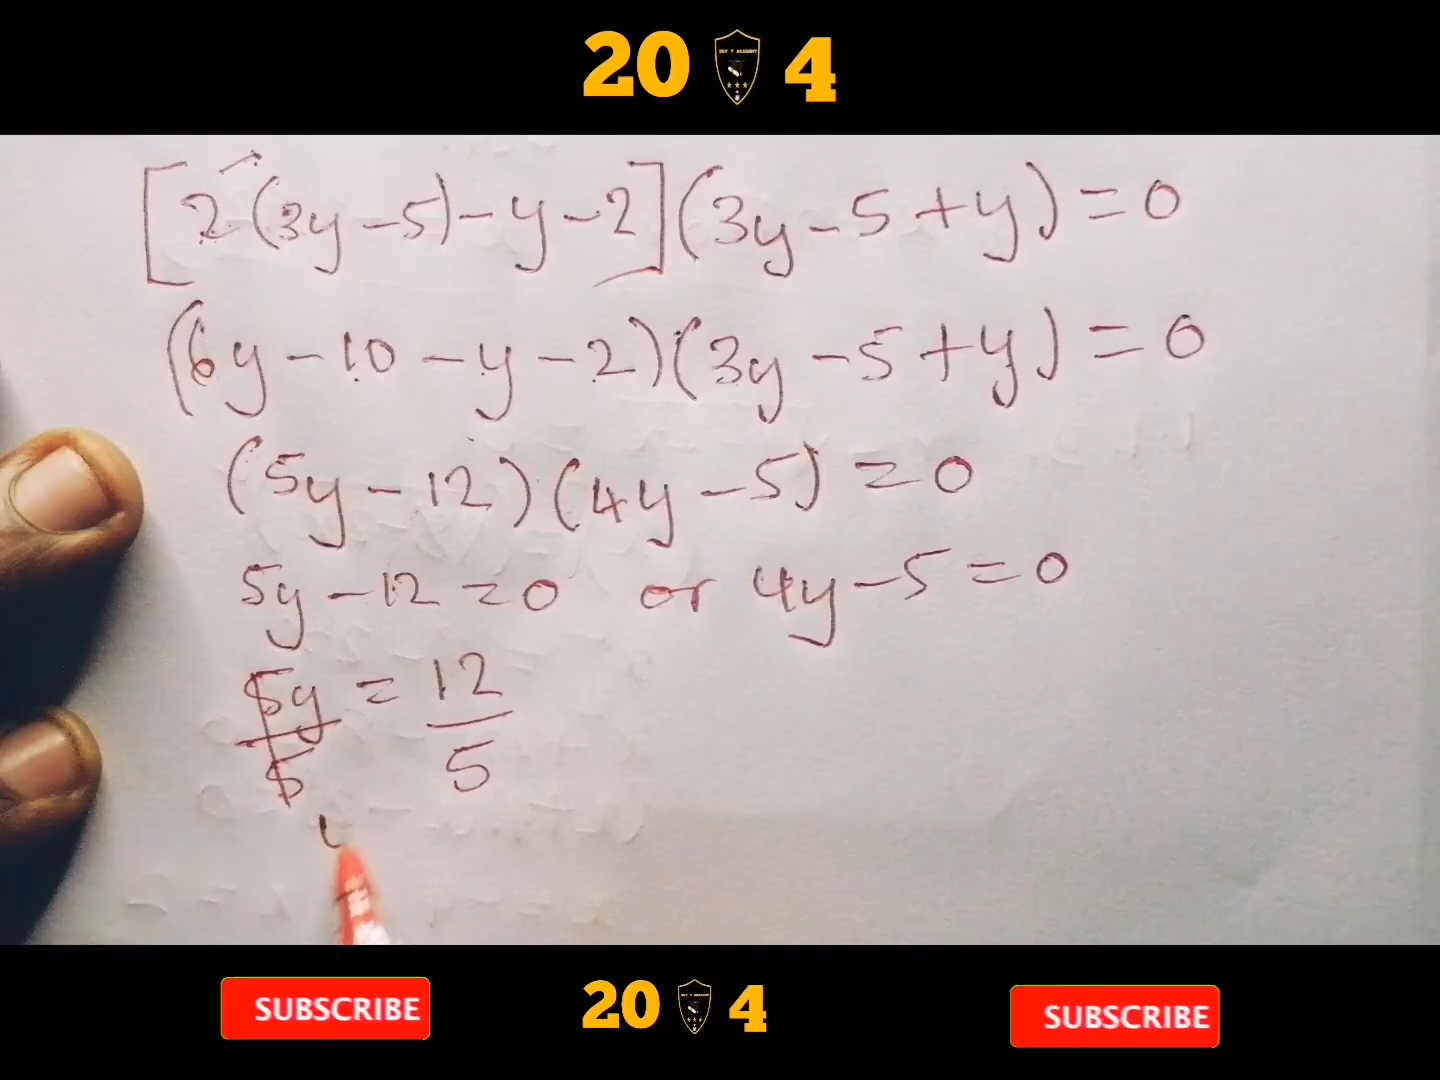 20 4
[2(3y-5)-y-2](3y-5+y)=0
(6y-10-y-2)(3y-5+y)=0
(5y-12)(4y-5)=0
5y-12=0 or 4y-5=0
5y/5 = 12/5
SUBSCRIBE 20 4 SUBSCRIBE